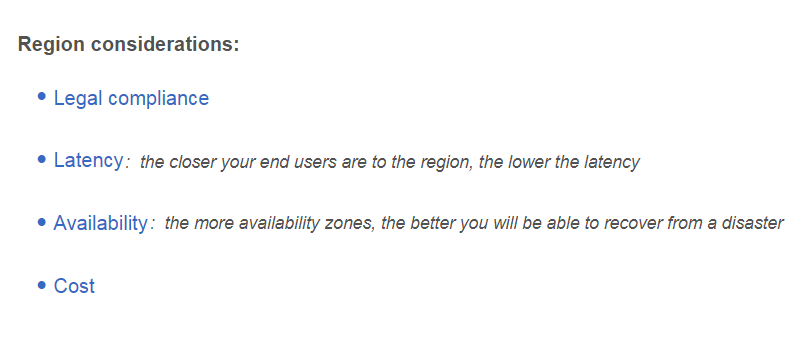 Region considerations:
• Legal compliance
• Latency: the closer your end users are to the region, the lower the latency
• Availability: the more availability zones, the better you will be able to recover from a disaster
• Cost